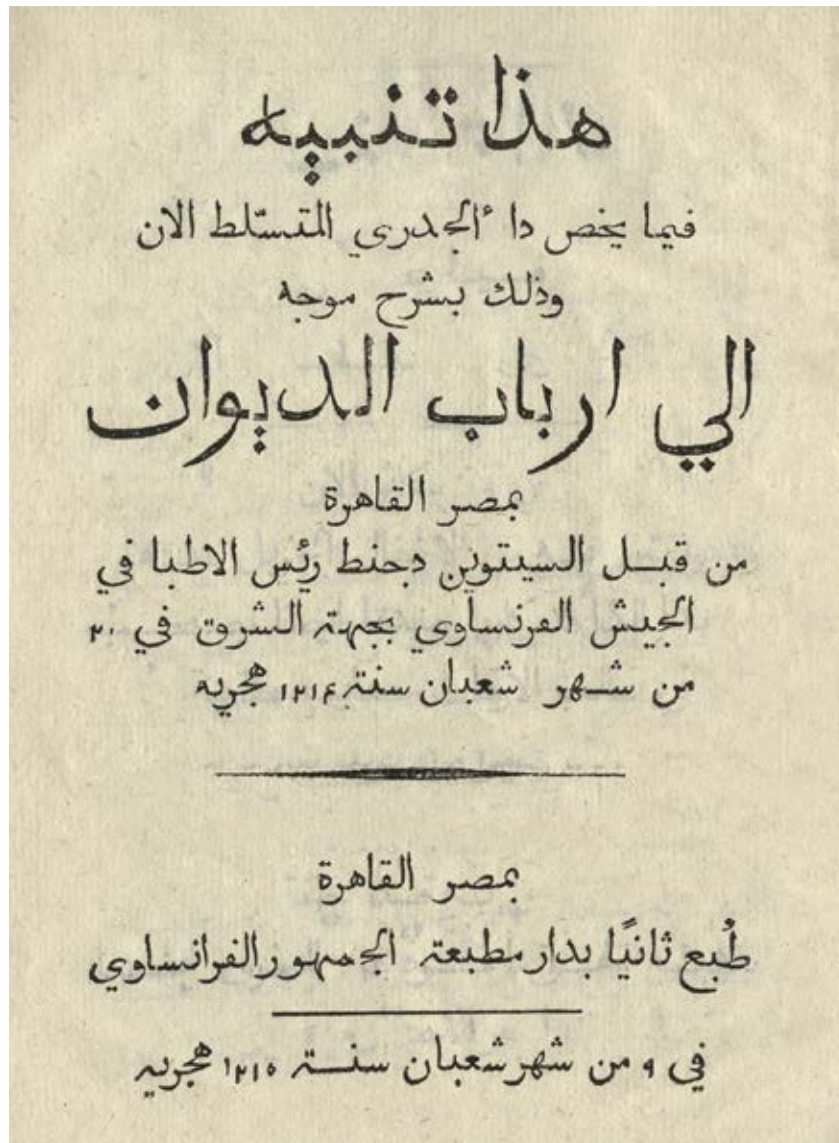 هذا تنبيه
فيما يخص دا ٔالجدري المتسّلط الان
وذلك بشرح موجه
الي ارباب الديوان
بمصر القاهرة
من قبل السيتوين دجنط رئس الاطبا في
الجيش الفرنساوي بجهة الشرق في ٢٠
من شهر شعبان سنة ١٢١٤ هجريه
بمصر القاهرة
طُبع ثانيًا بدار مطبعة الجمهور الفرانساوي
في ٩ من شهر شعبان سنة ١٢١٥ هجريه